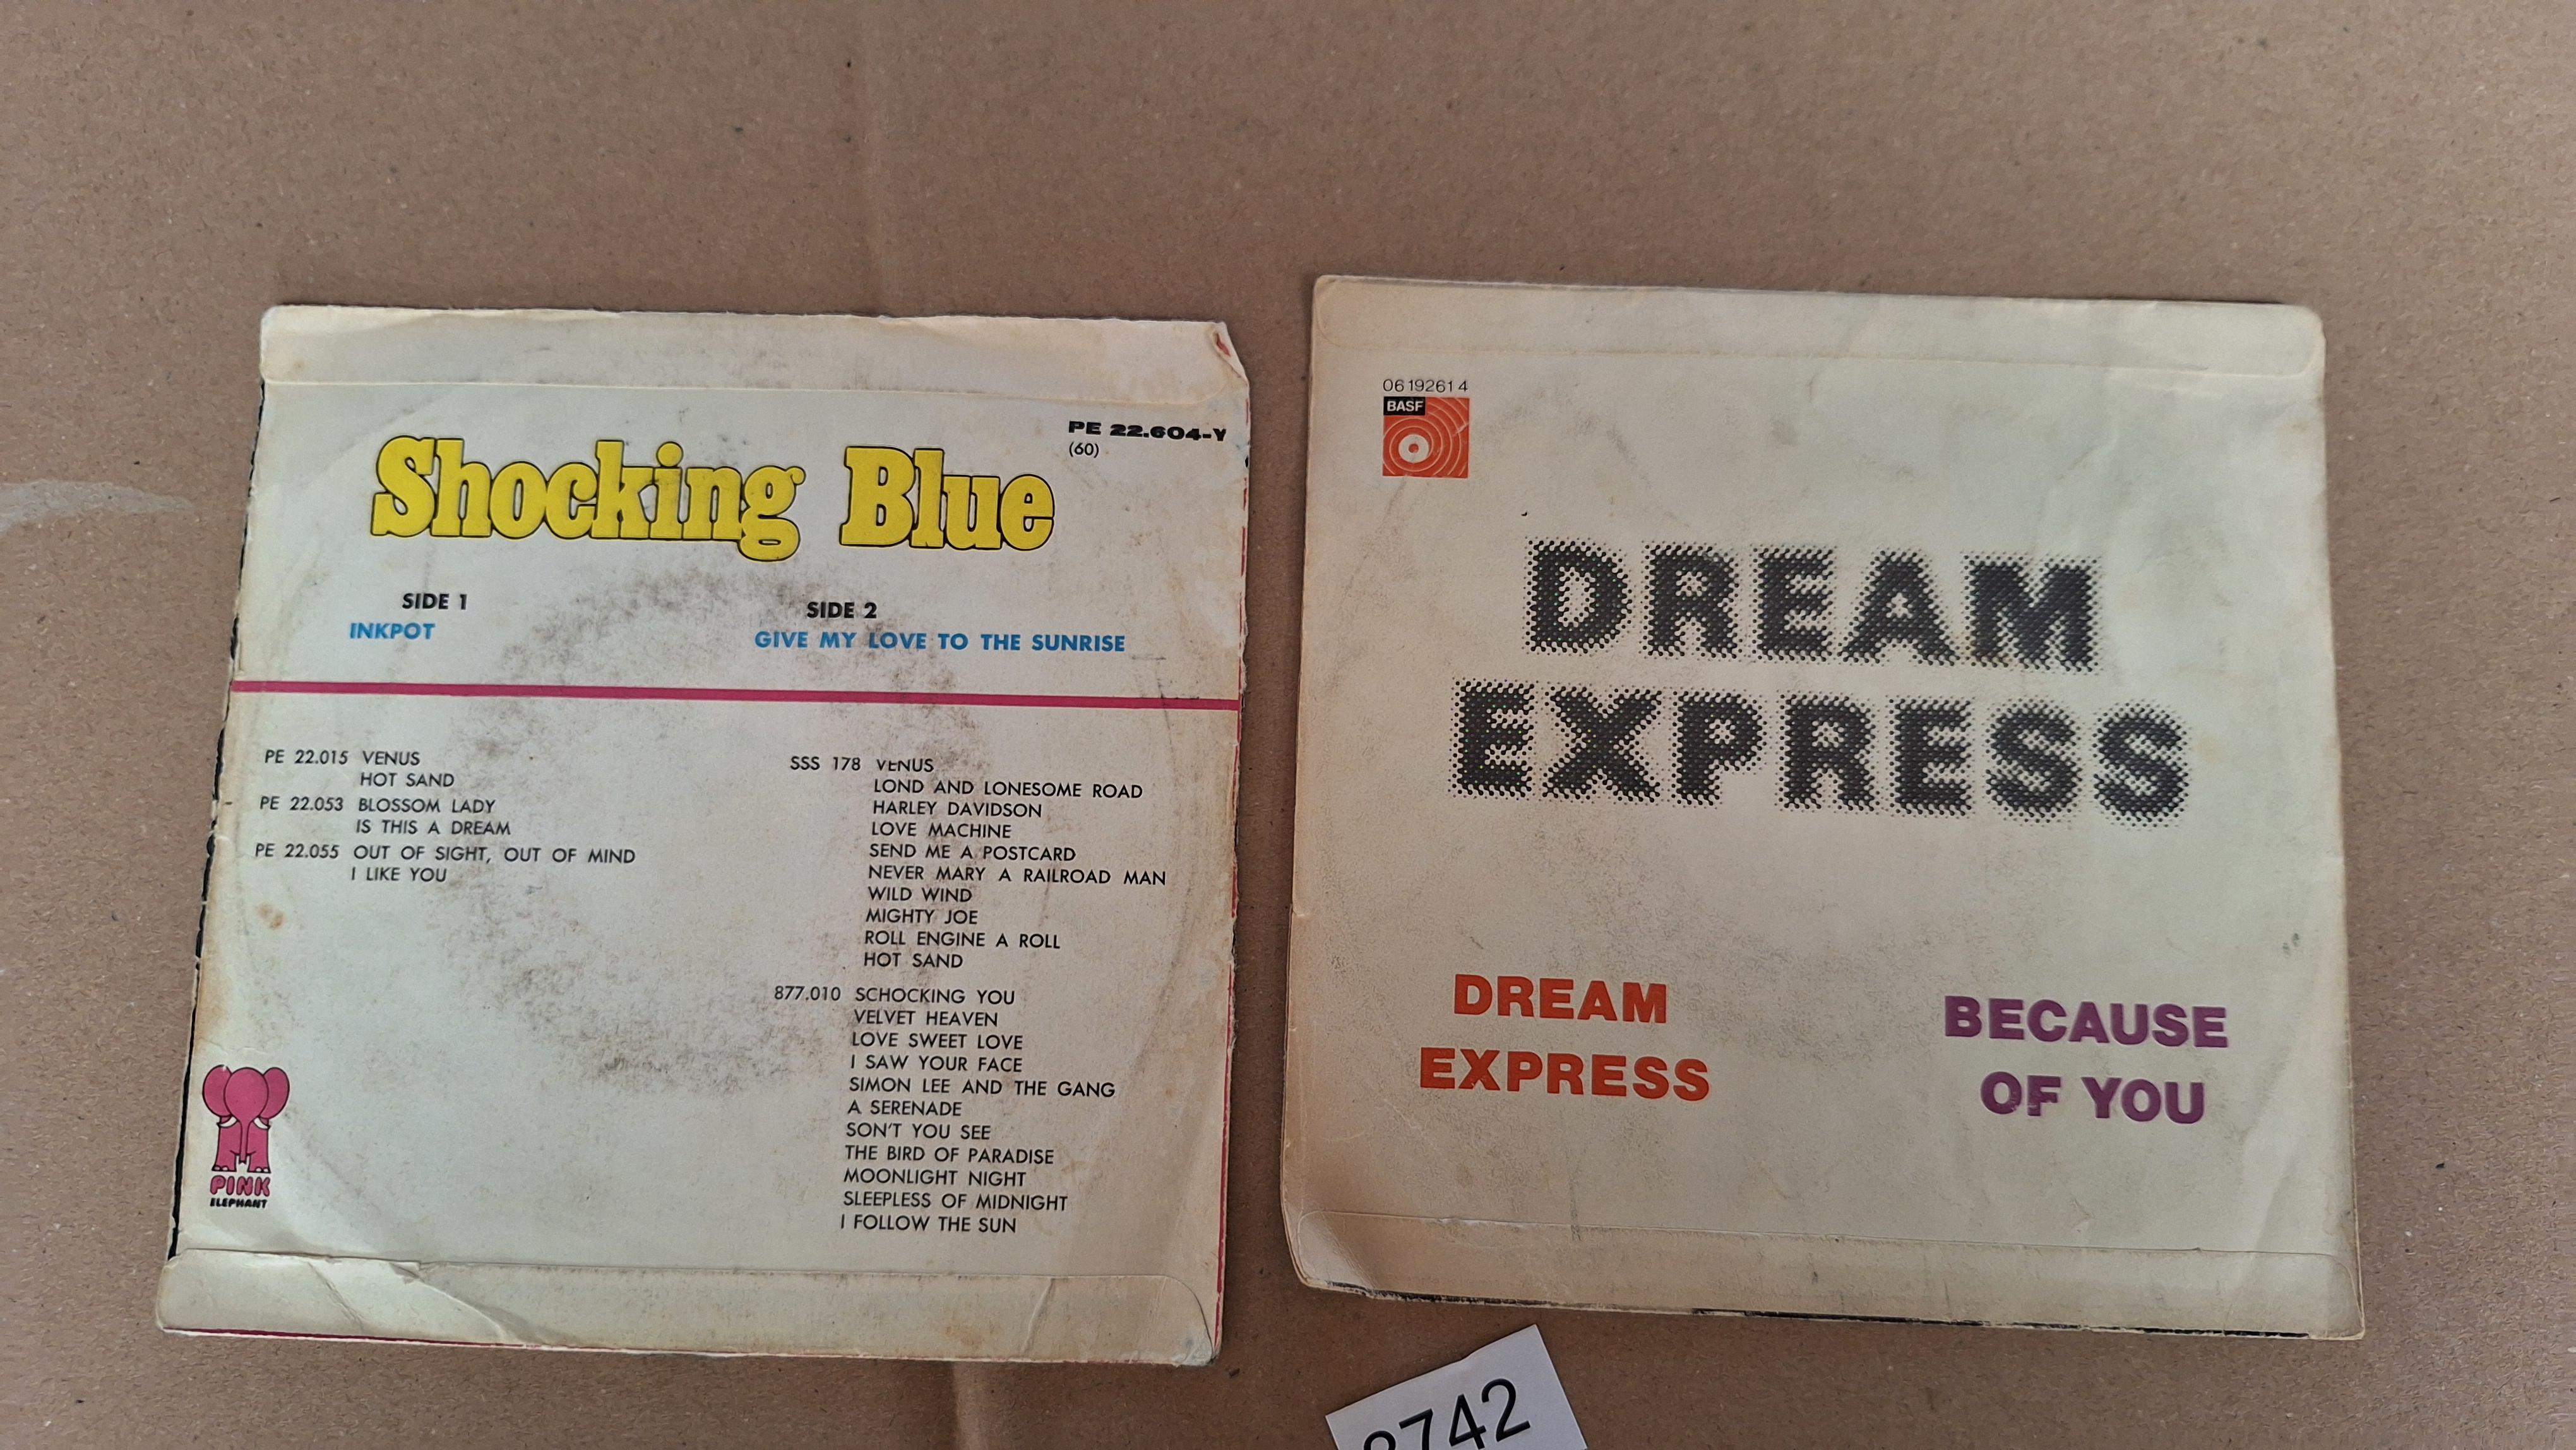 Shocking Blue
PE 22.604-Y
(60)
SIDE 1
INKPOT
SIDE 2
GIVE MY LOVE TO THE SUNRISE
PE 22.015 VENUS
HOT SAND
PE 22.053 BLOSSOM LADY
IS THIS A DREAM
PE 22.055 OUT OF SIGHT, OUT OF MIND
I LIKE YOU
SSS 178 VENUS
LOND AND LONESOME ROAD
HARLEY DAVIDSON
LOVE MACHINE
SEND ME A POSTCARD
NEVER MARY A RAILROAD MAN
WILD WIND
MIGHTY JOE
ROLL ENGINE A ROLL
HOT SAND
877.010 SCHOCKING YOU
VELVET HEAVEN
LOVE SWEET LOVE
I SAW YOUR FACE
SIMON LEE AND THE GANG
A SERENADE
SON'T YOU SEE
THE BIRD OF PARADISE
MOONLIGHT NIGHT
SLEEPLESS OF MIDNIGHT
I FOLLOW THE SUN
PINK
ELEPHANT
06 19261 4
BASF
DREAM
EXPRESS
DREAM
EXPRESS
BECAUSE
OF YOU